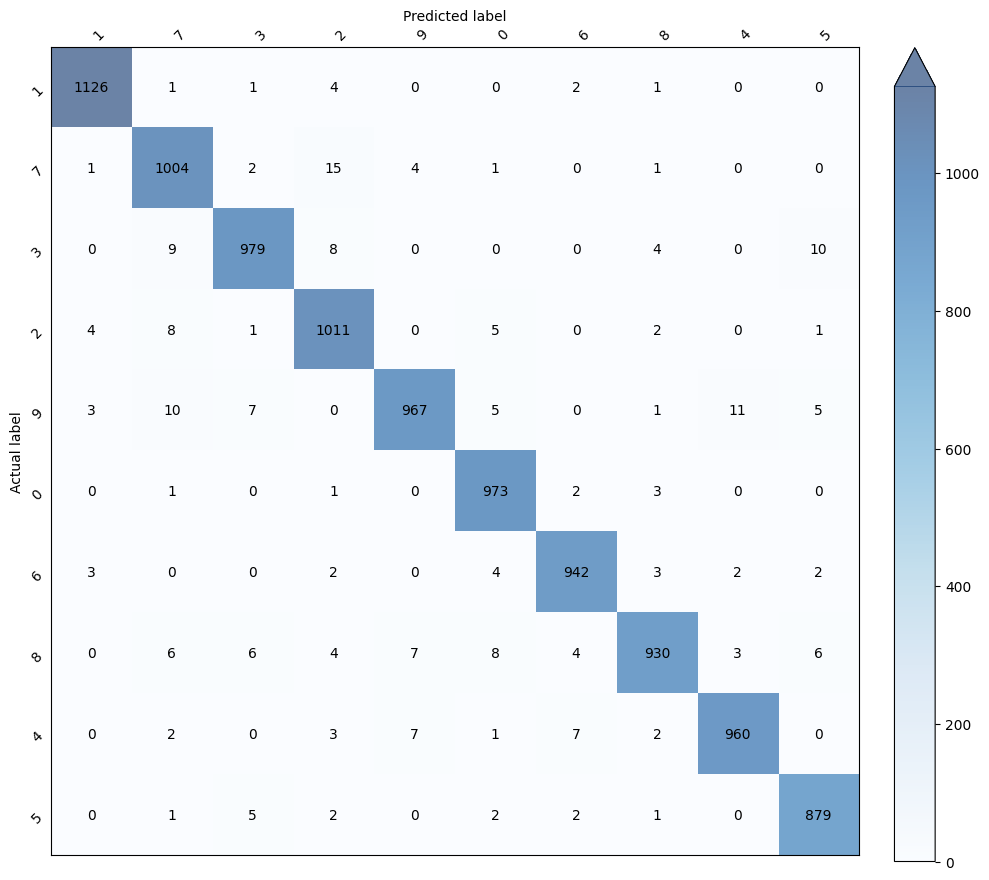 Predicted label
1 7 3 2 9 0 6 8 4 5
1 1126 1 1 4 0 0 2 1 0 0
7 1 1004 2 15 4 1 0 1 0 0
3 0 9 979 8 0 0 0 4 0 10
2 4 8 1 1011 0 5 0 2 0 1
9 3 10 7 0 967 5 0 1 11 5
0 0 1 0 1 0 973 2 3 0 0
6 3 0 0 2 0 4 942 3 2 2
8 0 6 6 4 7 8 4 930 3 6
4 0 2 0 3 7 1 7 2 960 0
5 0 1 5 2 0 2 2 1 0 879
Actual label
1000
800
600
400
200
0